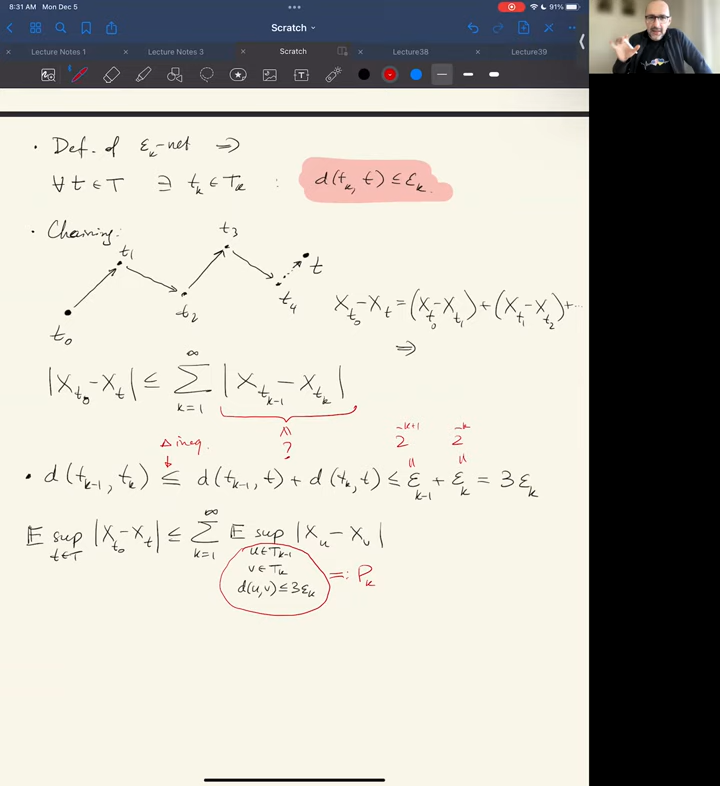 8:31 AM Mon Dec 5
91%
Scratch
Lecture Notes 1 Lecture Notes 3 Scratch Lecture38 Lecture39
• Def. of ε_k-net ⇒
∀ t ∈ T ∃ t_k ∈ T_k : d(t_k, t) ≤ ε_k.
• Chaining:
t_0 t_1 t_2 t_3 t_4 t
X_{t_0} - X_t = (X_{t_0} - X_{t_1}) + (X_{t_1} - X_{t_2}) + ...
⇒
|X_{t_0} - X_t| ≤ ∑_{k=1}^∞ |X_{t_{k-1}} - X_{t_k}|
Δ ineq. ?
2^{-k+1} 2^{-k}
• d(t_{k-1}, t_k) ≤ d(t_{k-1}, t) + d(t_k, t) ≤ ε_{k-1} + ε_k = 3ε_k
E sup_{t∈T} |X_{t_0} - X_t| ≤ ∑_{k=1}^∞ E sup |X_u - X_v|
u ∈ T_{k-1}
v ∈ T_k
d(u,v) ≤ 3ε_k =: P_k